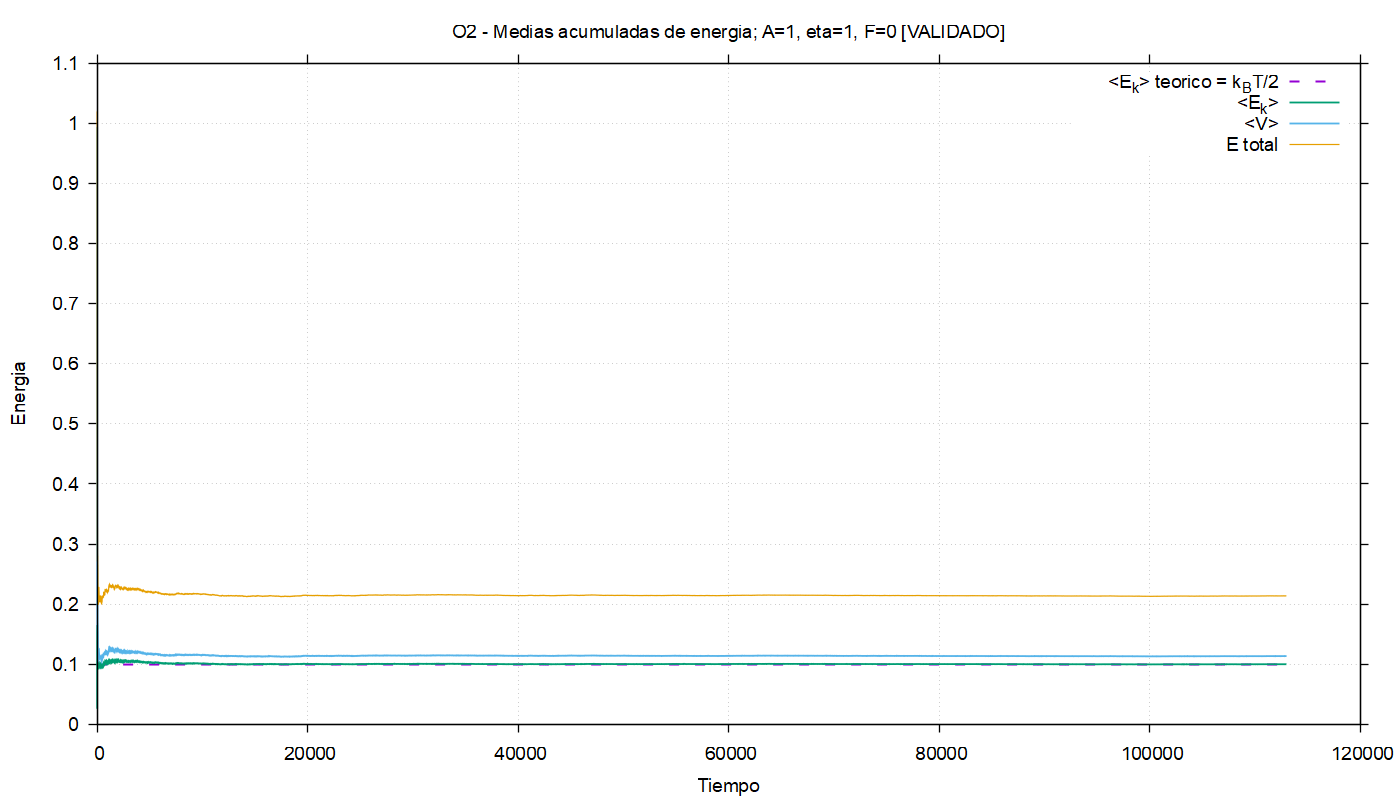 O2 - Medias acumuladas de energia; A=1, eta=1, F=0 [VALIDADO]
1.1
1
0.9
0.8
0.7
0.6
0.5
0.4
0.3
0.2
0.1
0
Energia
<E_k> teorico = k_BT/2
<E_k>
<V>
E total
0 20000 40000 60000 80000 100000 120000
Tiempo